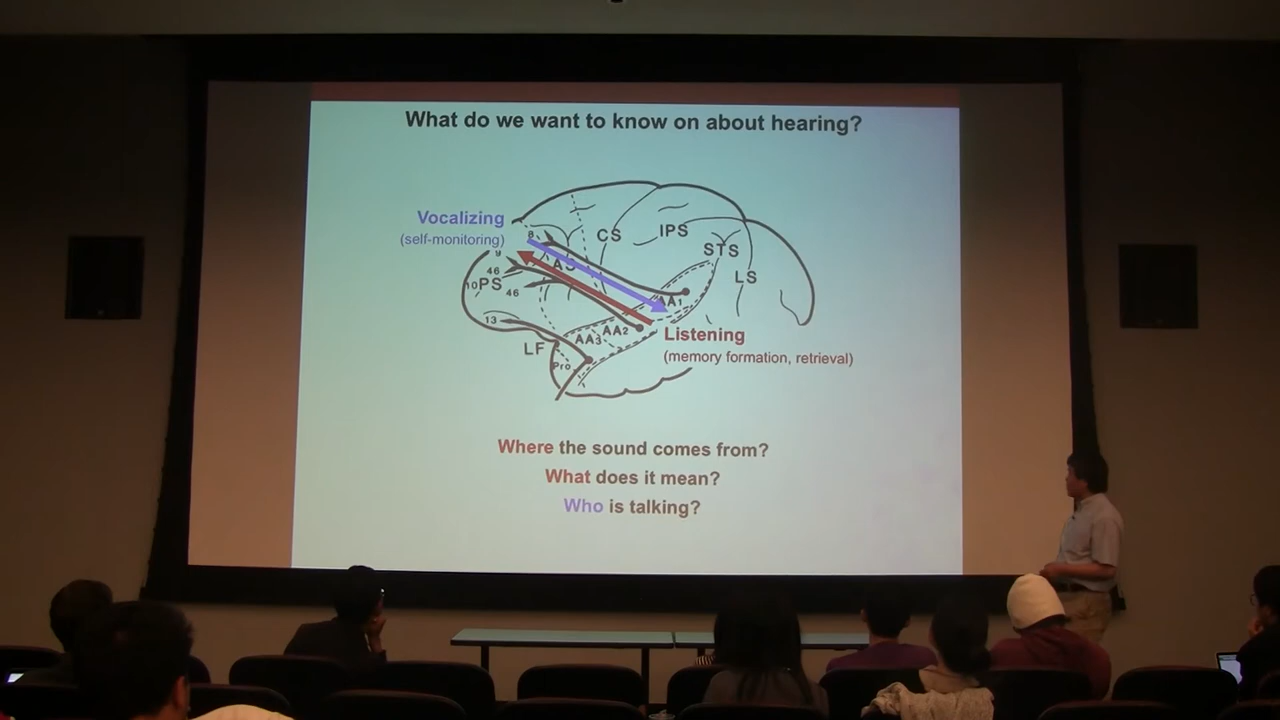 What do we want to know on about hearing?
Vocalizing
(self-monitoring)
8
CS
IPS
STS
9
AS
LS
46
10
PS
46
AA1
13
AA2
Listening
AA3
LF
(memory formation, retrieval)
Pro
Where the sound comes from?
What does it mean?
Who is talking?